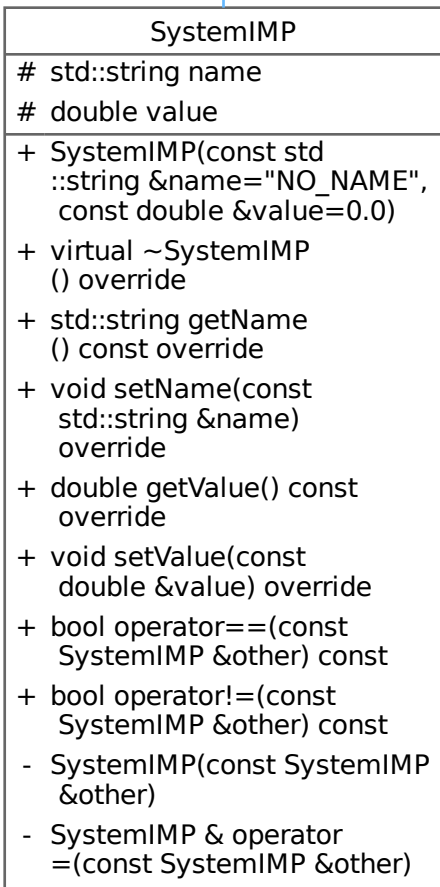 SystemIMP
# std::string name
# double value
+ SystemIMP(const std
::string &name="NO_NAME",
const double &value=0.0)
+ virtual ~SystemIMP
() override
+ std::string getName
() const override
+ void setName(const
std::string &name)
override
+ double getValue() const
override
+ void setValue(const
double &value) override
+ bool operator==(const
SystemIMP &other) const
+ bool operator!=(const
SystemIMP &other) const
- SystemIMP(const SystemIMP
&other)
- SystemIMP & operator
=(const SystemIMP &other)